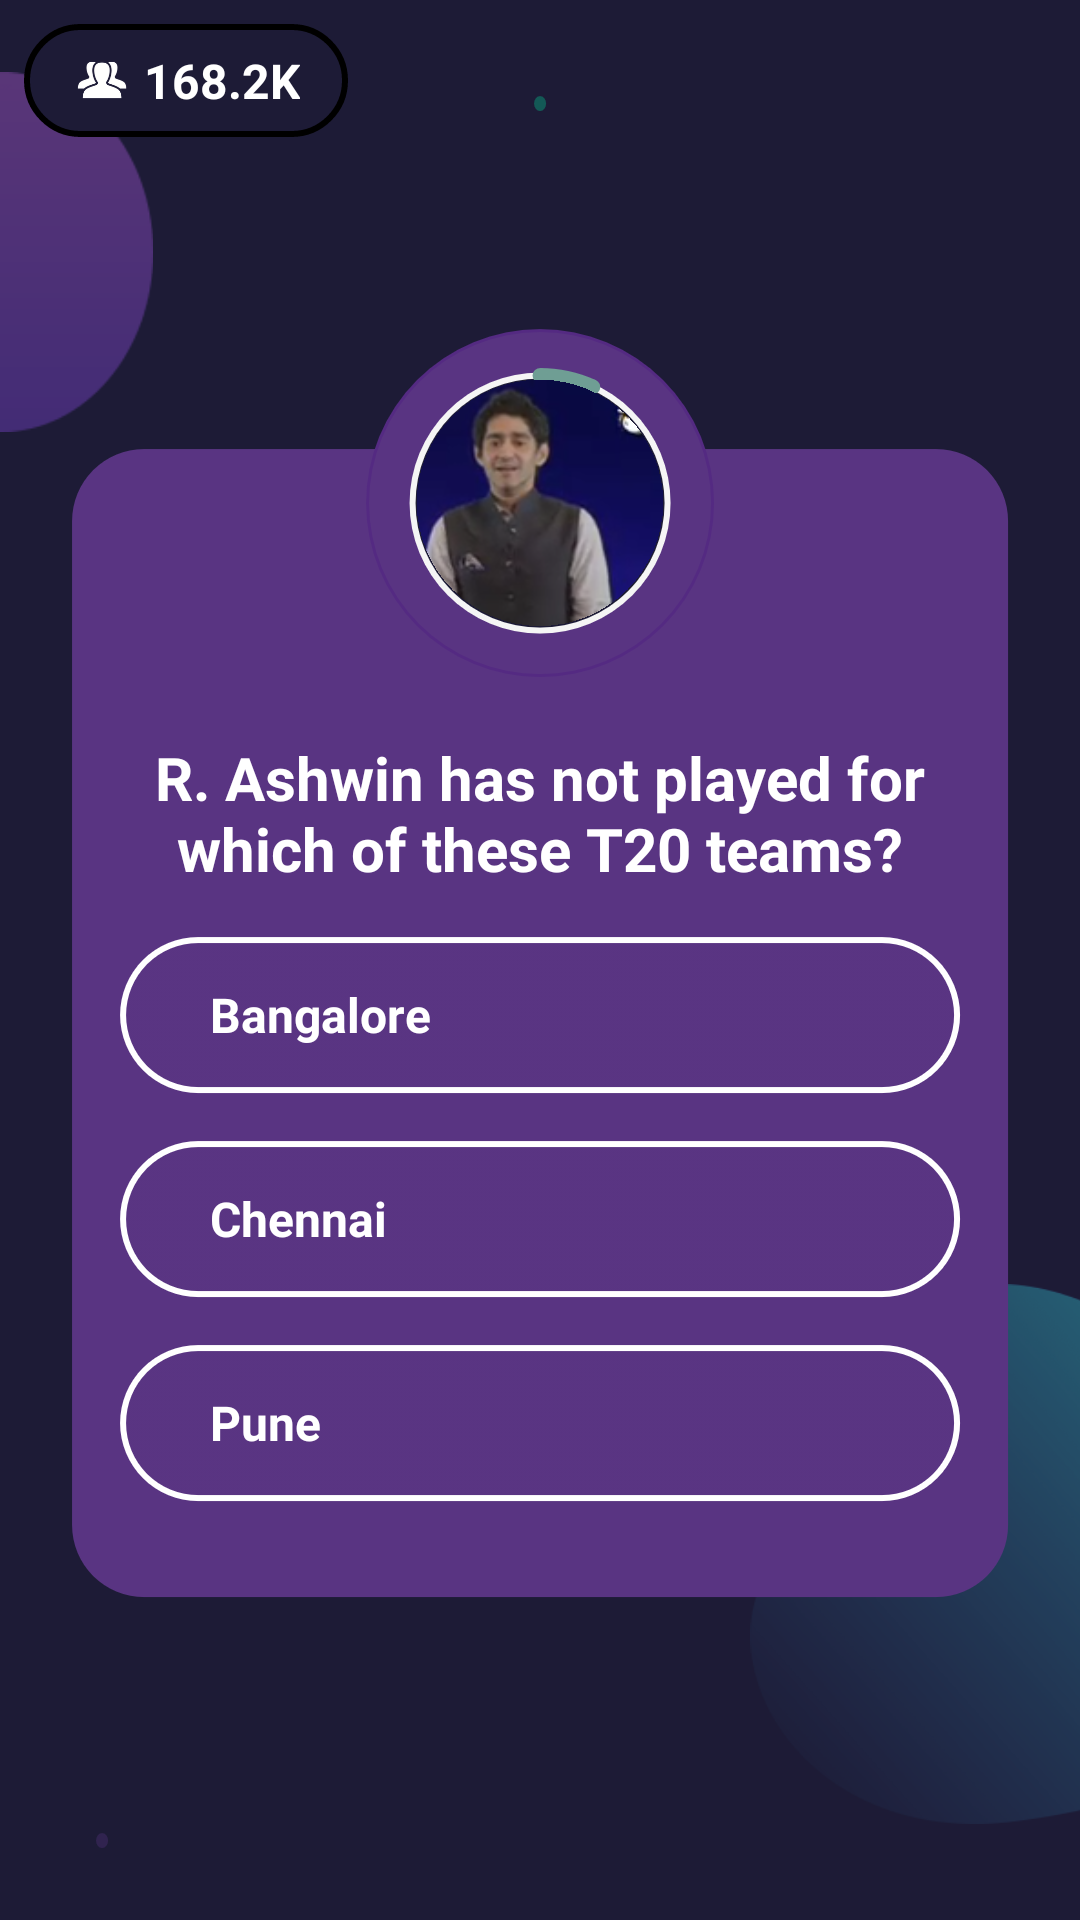 168.2K
R. Ashwin has not played for
which of these T20 teams?
Bangalore
Chennai
Pune